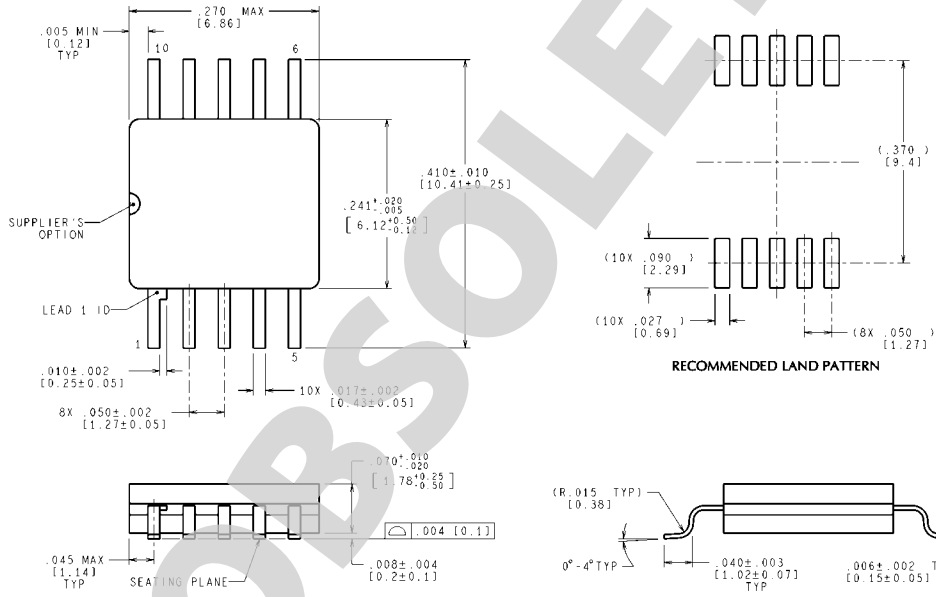 .270 MAX
[6.86]
.005 MIN
[0.12]
TYP
10
6
.410±.010
[10.41±0.25]
.241+.020
-.005
[6.12+0.50
-0.12]
SUPPLIER'S
OPTION
LEAD 1 ID
1
5
.010±.002
[0.25±0.05]
10X .017±.002
[0.43±0.05]
8X .050±.002
[1.27±0.05]
(.370 )
[9.4]
(10X .090 )
[2.29]
(10X .027 )
[0.69]
(8X .050 )
[1.27]
RECOMMENDED LAND PATTERN
.070+.010
-.020
[1.78+0.25
-0.50]
⌓ .004 [0.1]
.045 MAX
[1.14]
TYP
SEATING PLANE
.008±.004
[0.2±0.1]
(R.015 TYP)
[0.38]
0°-4°TYP
.040±.003
[1.02±0.07]
TYP
.006±.002 T
[0.15±0.05]
OBSOLE